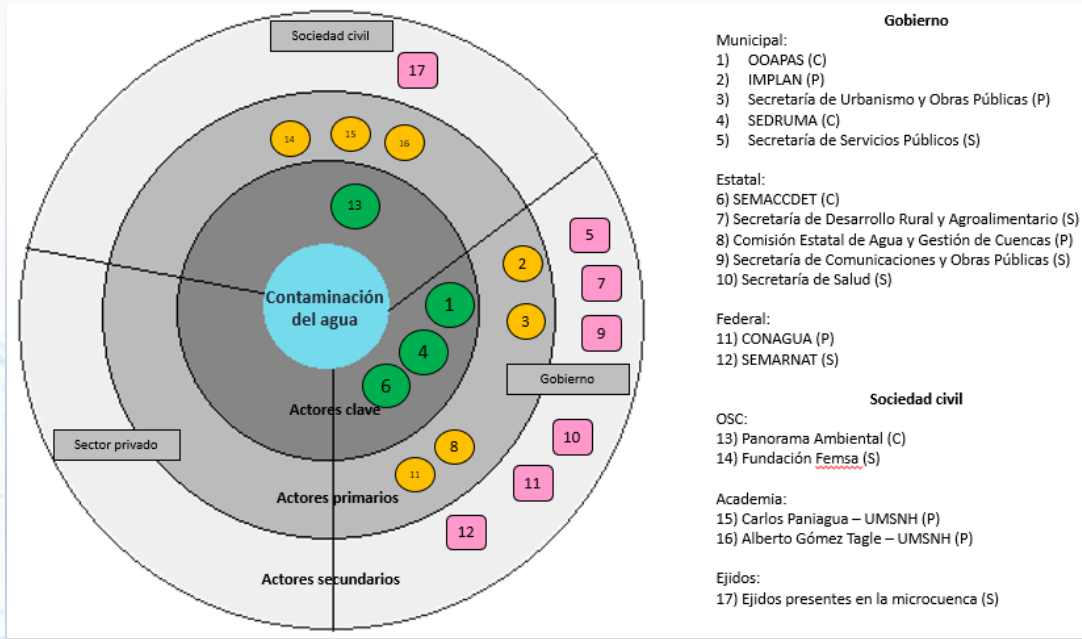 Sociedad civil
17
14
15
16
13
Contaminación
del agua
1
4
6
Actores clave
2
3
5
7
9
Gobierno
Sector privado
8
11
10
11
12
Actores primarios
Actores secundarios
Gobierno
Municipal:
1) OOAPAS (C)
2) IMPLAN (P)
3) Secretaría de Urbanismo y Obras Públicas (P)
4) SEDRUMA (C)
5) Secretaría de Servicios Públicos (S)
Estatal:
6) SEMACCDET (C)
7) Secretaría de Desarrollo Rural y Agroalimentario (S)
8) Comisión Estatal de Agua y Gestión de Cuencas (P)
9) Secretaría de Comunicaciones y Obras Públicas (S)
10) Secretaría de Salud (S)
Federal:
11) CONAGUA (P)
12) SEMARNAT (S)
Sociedad civil
OSC:
13) Panorama Ambiental (C)
14) Fundación Femsa (S)
Academia:
15) Carlos Paniagua – UMSNH (P)
16) Alberto Gómez Tagle – UMSNH (P)
Ejidos:
17) Ejidos presentes en la microcuenca (S)